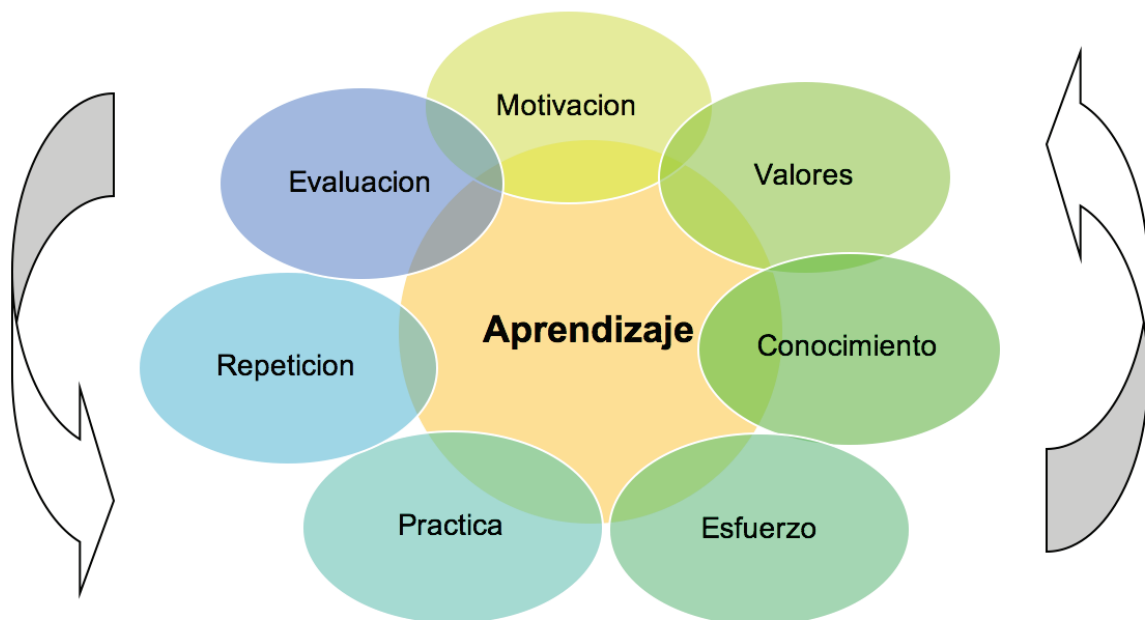 Motivacion
Evaluacion
Valores
Aprendizaje
Conocimiento
Repeticion
Practica
Esfuerzo